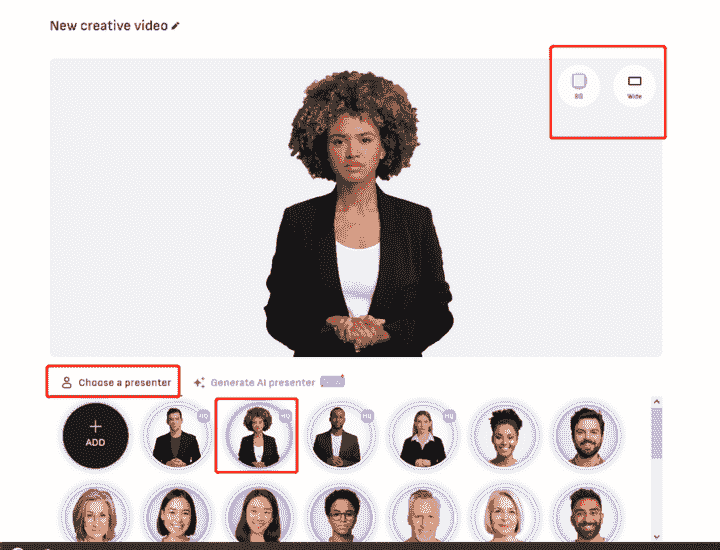 New creative video
BG
Wide
Choose a presenter
Generate AI presenter
HQ
HQ
HQ
HQ
ADD